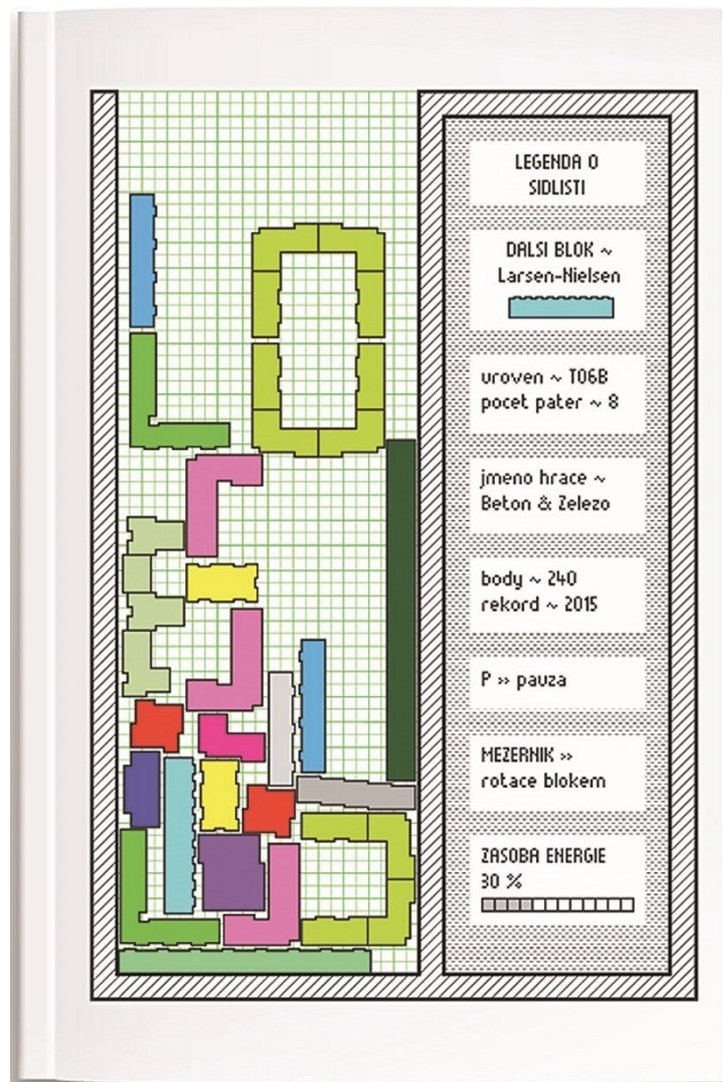 LEGENDA O
SIDLISTI
DALSI BLOK ~
Larsen-Nielsen
uroven ~ T06B
pocet pater ~ 8
jmeno hrace ~
Beton & Zelezo
body ~ 240
rekord ~ 2015
P >> pauza
MEZERNIK >>
rotace blokem
ZASOBA ENERGIE
30 %